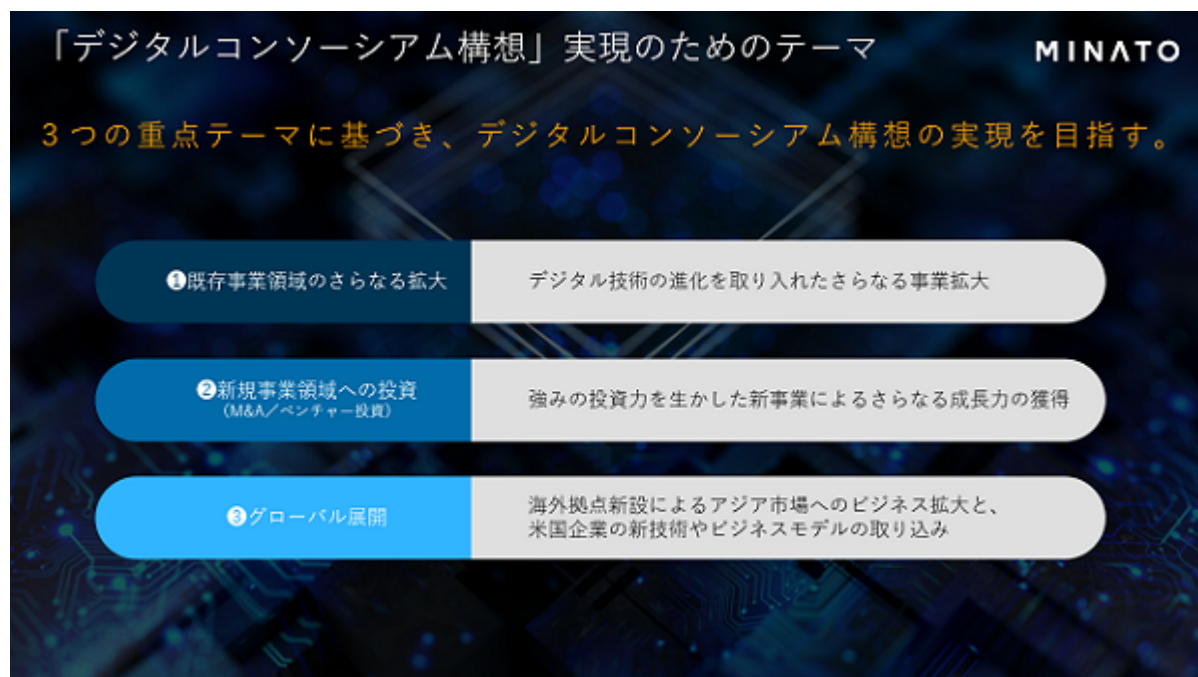 「デジタルコンソーシアム構想」実現のためのテーマ
MINATO
3つの重点テーマに基づき、デジタルコンソーシアム構想の実現を目指す。
❶既存事業領域のさらなる拡大
デジタル技術の進化を取り入れたさらなる事業拡大
❷新規事業領域への投資
（M&A／ベンチャー投資）
強みの投資力を生かした新事業によるさらなる成長力の獲得
❸グローバル展開
海外拠点新設によるアジア市場へのビジネス拡大と、
米国企業の新技術やビジネスモデルの取り込み